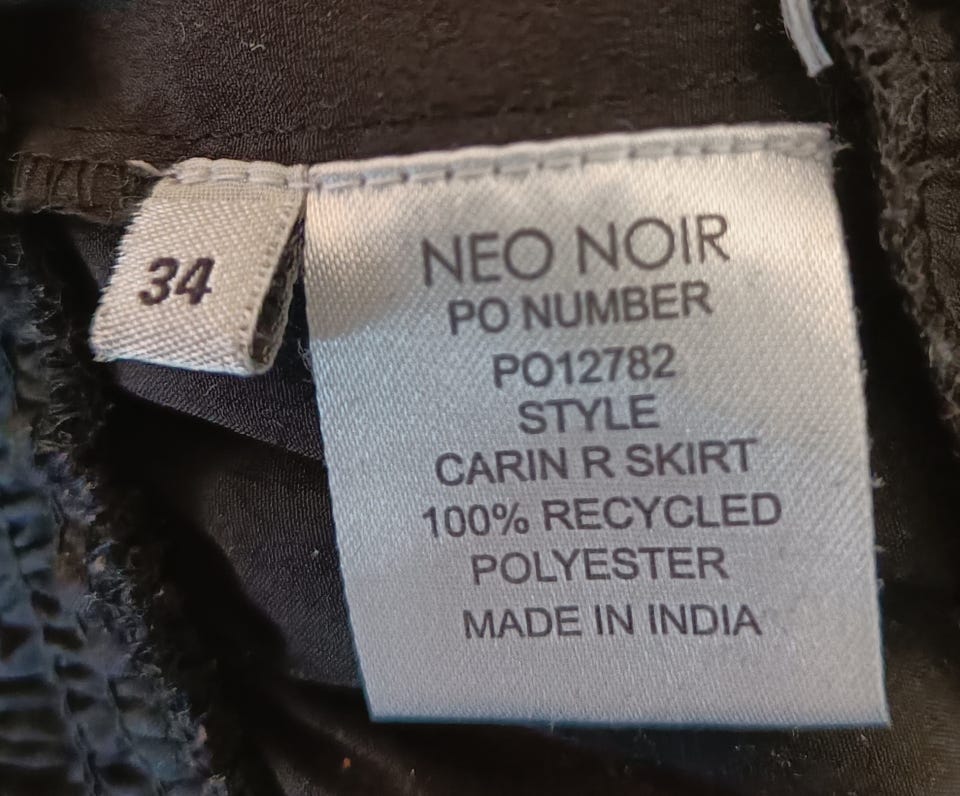 34
NEO NOIR
PO NUMBER
PO12782
STYLE
CARIN R SKIRT
100% RECYCLED
POLYESTER
MADE IN INDIA